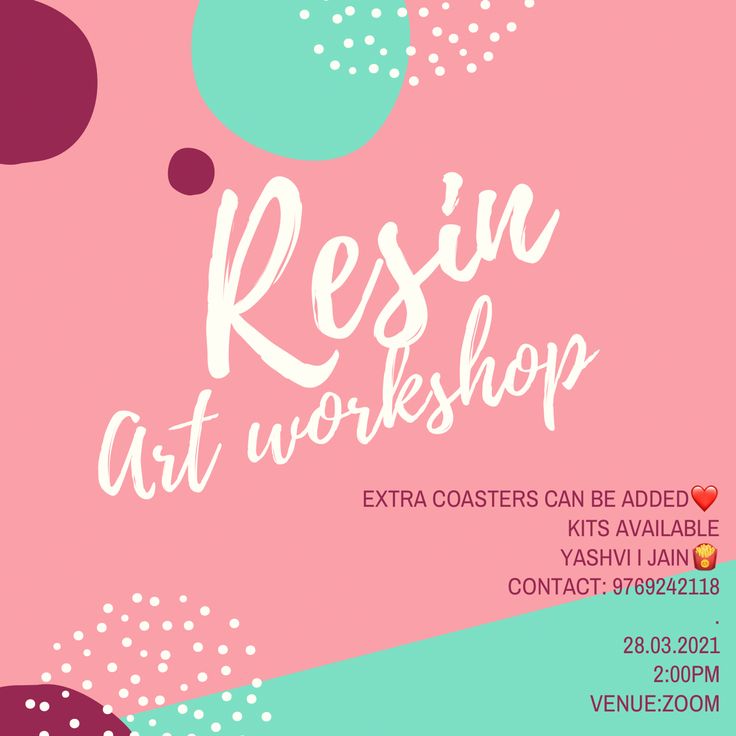 Resin
Art workshop
EXTRA COASTERS CAN BE ADDED❤️
KITS AVAILABLE
YASHVI I JAIN🍟
CONTACT: 9769242118
.
28.03.2021
2:00PM
VENUE:ZOOM